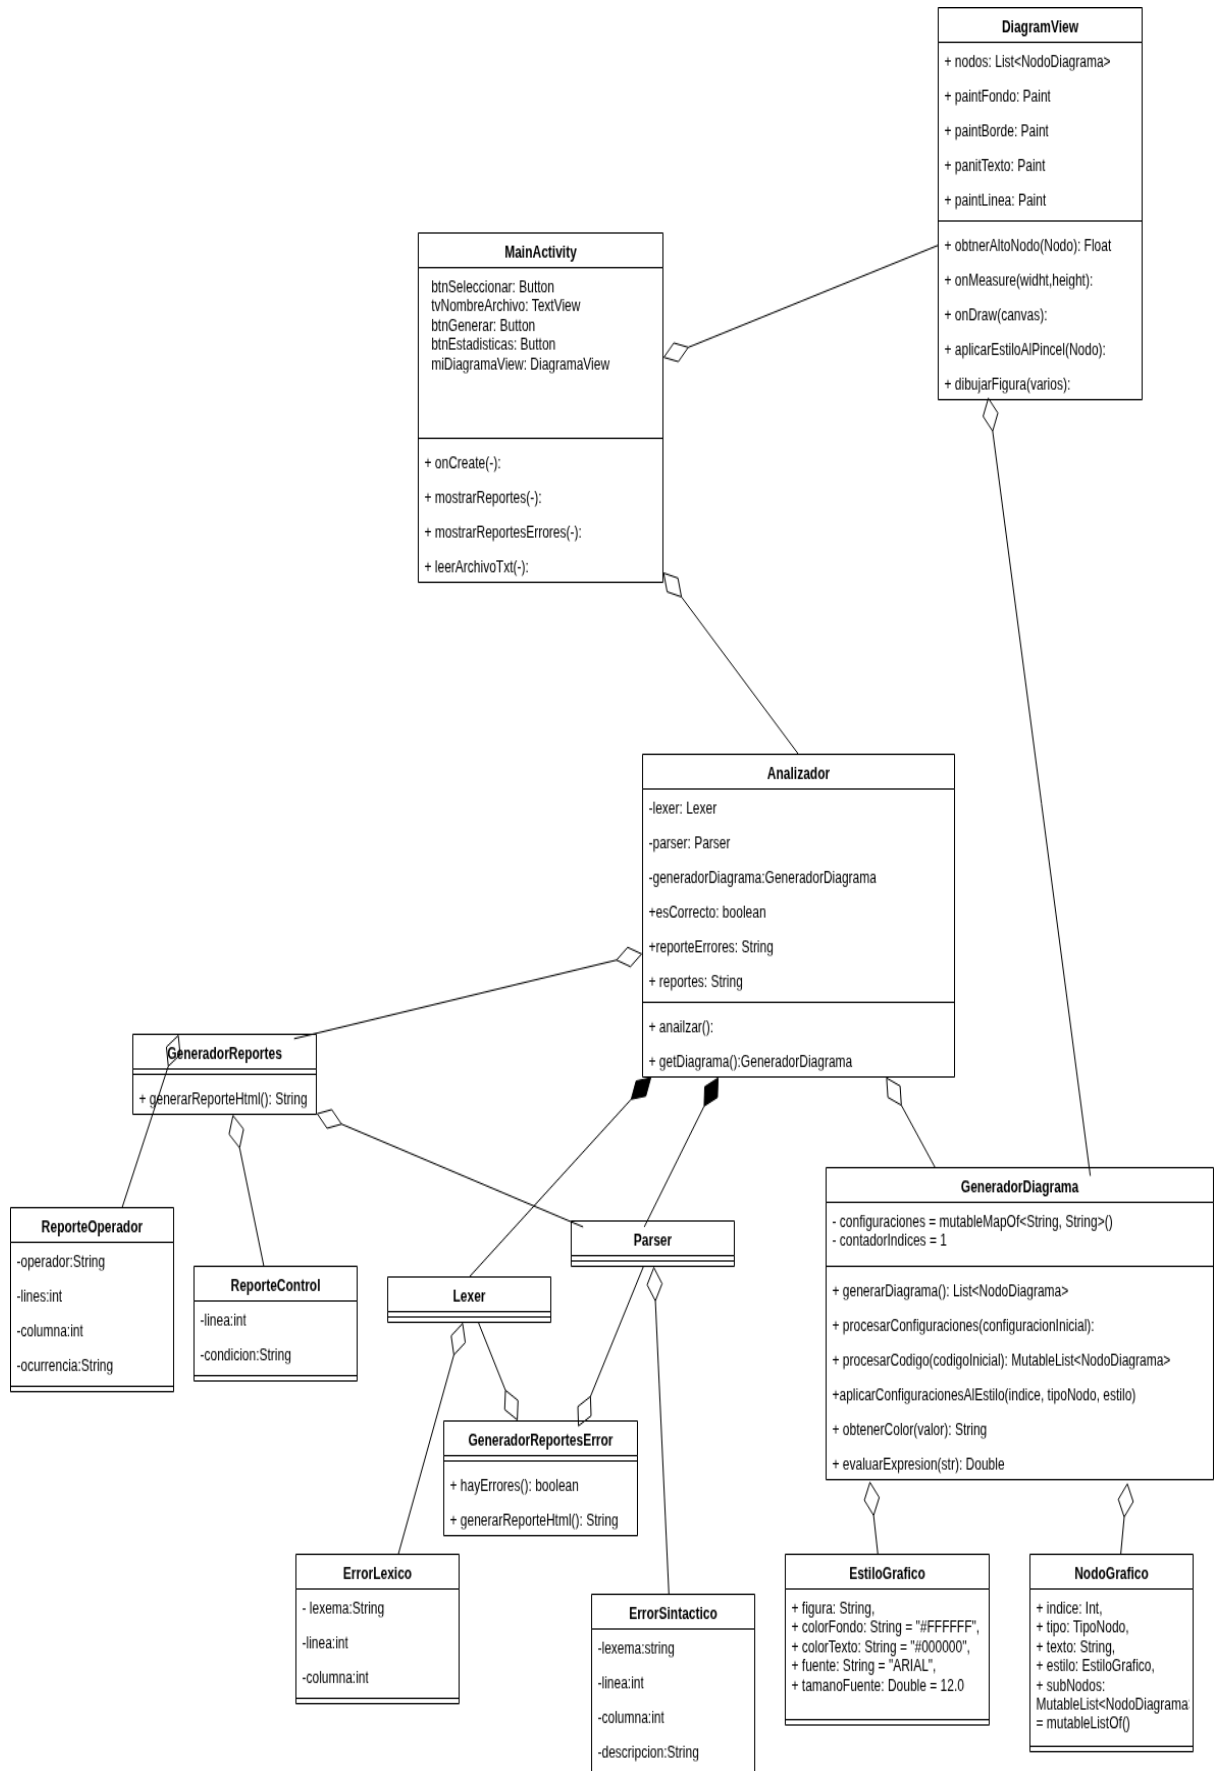 DiagramView
+ nodos: List<NodoDiagrama>
+ paintFondo: Paint
+ paintBorde: Paint
+ panitTexto: Paint
+ paintLinea: Paint
+ obtnerAltoNodo(Nodo): Float
+ onMeasure(widht,height):
+ onDraw(canvas):
+ aplicarEstiloAlPincel(Nodo):
+ dibujarFigura(varios):
MainActivity
btnSeleccionar: Button
tvNombreArchivo: TextView
btnGenerar: Button
btnEstadisticas: Button
miDiagramaView: DiagramaView
+ onCreate(-):
+ mostrarReportes(-):
+ mostrarReportesErrores(-):
+ leerArchivoTxt(-):
Analizador
-lexer: Lexer
-parser: Parser
-generadorDiagrama:GeneradorDiagrama
+esCorrecto: boolean
+reporteErrores: String
+ reportes: String
+ anailzar():
+ getDiagrama():GeneradorDiagrama
GeneradorReportes
+ generarReporteHtml(): String
ReporteOperador
-operador:String
-lines:int
-columna:int
-ocurrencia:String
ReporteControl
-linea:int
-condicion:String
Parser
Lexer
GeneradorReportesError
+ hayErrores(): boolean
+ generarReporteHtml(): String
GeneradorDiagrama
- configuraciones = mutableMapOf<String, String>()
- contadorIndices = 1
+ generarDiagrama(): List<NodoDiagrama>
+ procesarConfiguraciones(configuracionInicial):
+ procesarCodigo(codigoInicial): MutableList<NodoDiagrama>
+aplicarConfiguracionesAlEstilo(indice, tipoNodo, estilo)
+ obtenerColor(valor): String
+ evaluarExpresion(str): Double
ErrorLexico
- lexema:String
-linea:int
-columna:int
ErrorSintactico
-lexema:string
-linea:int
-columna:int
-descripcion:String
EstiloGrafico
+ figura: String,
+ colorFondo: String = "#FFFFFF",
+ colorTexto: String = "#000000",
+ fuente: String = "ARIAL",
+ tamanoFuente: Double = 12.0
NodoGrafico
+ indice: Int,
+ tipo: TipoNodo,
+ texto: String,
+ estilo: EstiloGrafico,
+ subNodos:
MutableList<NodoDiagrama
= mutableListOf()